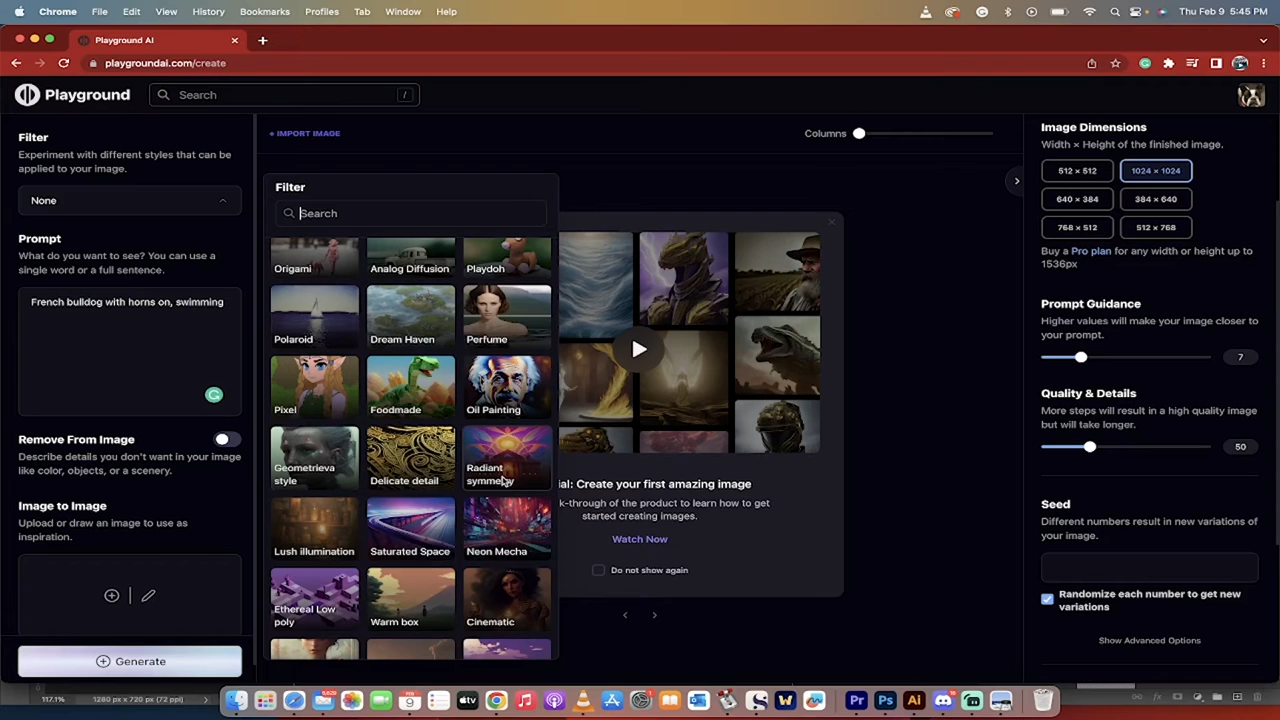 Chrome File Edit View History Bookmarks Profiles Tab Window Help Thu Feb 9 5:45 PM
Playground AI
playgroundai.com/create
Playground
Search /
Filter
Experiment with different styles that can be
applied to your image.
None
Prompt
What do you want to see? You can use a
single word or a full sentence.
French bulldog with horns on, swimming
Remove From Image
Describe details you don't want in your image
like color, objects, or a scenery.
Image to Image
Upload or draw an image to use as
inspiration.
Generate
+ IMPORT IMAGE
Columns
Filter
Search
Origami Analog Diffusion Playdoh
Polaroid Dream Haven Perfume
Pixel Foodmade Oil Painting
Geometrieva
style
Delicate detail
Radiant
symmetry
Lush illumination Saturated Space Neon Mecha
Ethereal Low
poly
Warm box Cinematic
ial: Create your first amazing image
k-through of the product to learn how to get
started creating images.
Watch Now
Do not show again
Image Dimensions
Width × Height of the finished image.
512 × 512 1024 × 1024
640 × 384 384 × 640
768 × 512 512 × 768
Buy a Pro plan for any width or height up to
1536px
Prompt Guidance
Higher values will make your image closer to
your prompt.
7
Quality & Details
More steps will result in a high quality image
but will take longer.
50
Seed
Different numbers result in new variations of
your image.
Randomize each number to get new
variations
Show Advanced Options
117.1% 1280 px x 720 px (72 ppi)